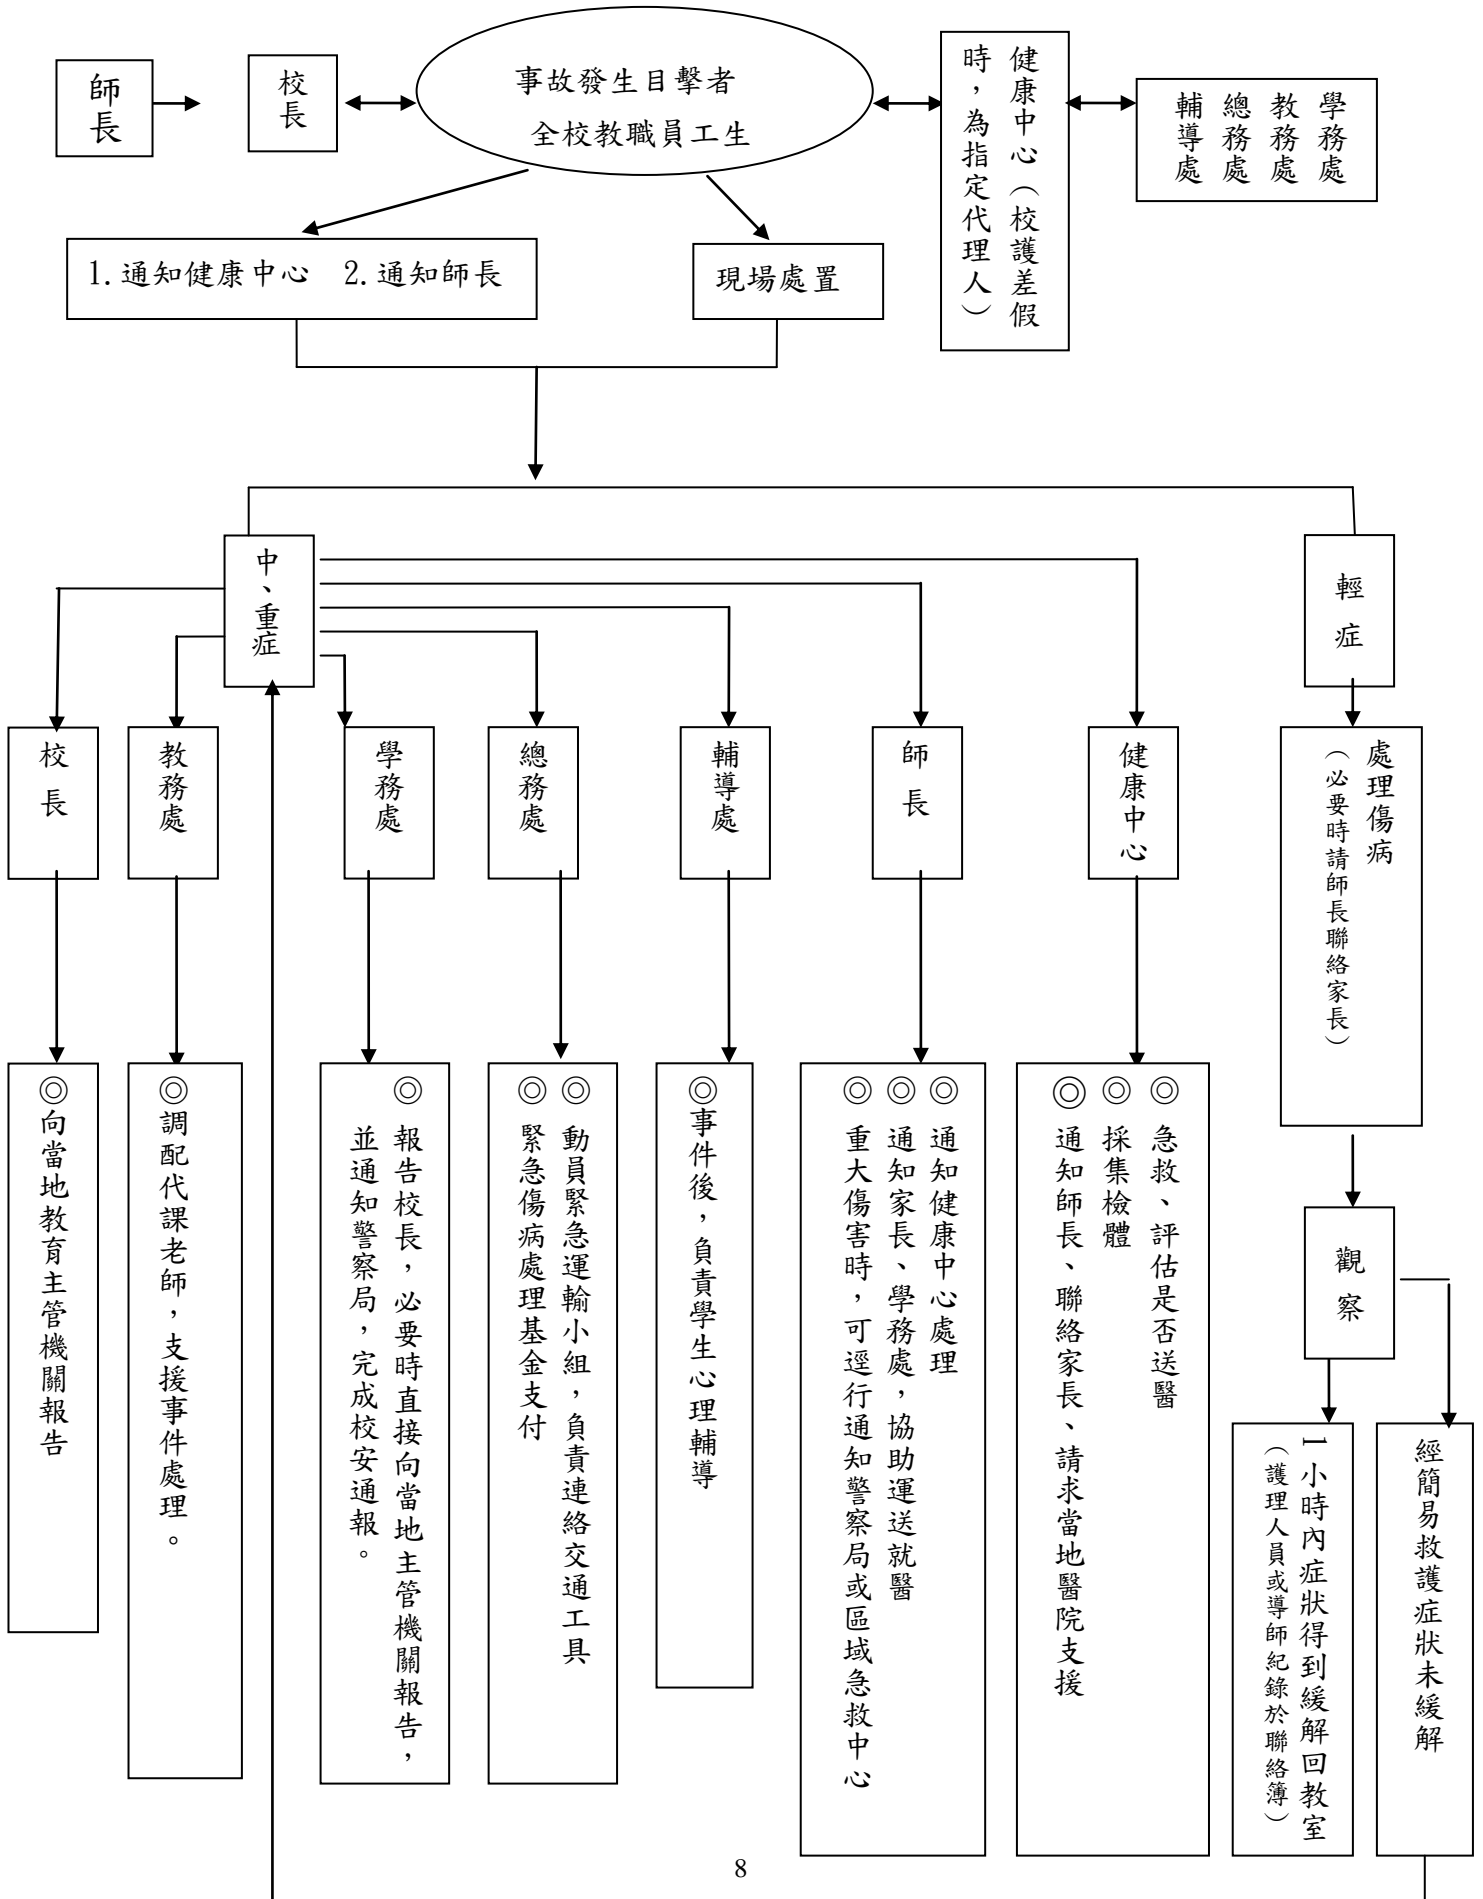 師長
校長
事故發生目擊者
全校教職員工生
健康中心（校護差假
時，為指定代理人）
學務處
教務處
總務處
輔導處
1.通知健康中心 2.通知師長
現場處置
中、重症
輕症
校長
教務處
學務處
總務處
輔導處
師長
健康中心
處理傷病
（必要時請師長聯絡家長）
◎向當地教育主管機關報告
◎調配代課老師，支援事件處理。
◎報告校長，必要時直接向當地主管機關報告，
並通知警察局，完成校安通報。
◎動員緊急運輸小組，負責連絡交通工具
◎緊急傷病處理基金支付
◎事件後，負責學生心理輔導
◎通知健康中心處理
◎通知家長、學務處，協助運送就醫
◎重大傷害時，可逕行通知警察局或區域急救中心
◎急救、評估是否送醫
◎採集檢體
◎通知師長、聯絡家長、請求當地醫院支援
觀察
1小時內症狀得到緩解回教室
（護理人員或導師紀錄於聯絡簿）
經簡易救護症狀未緩解
8